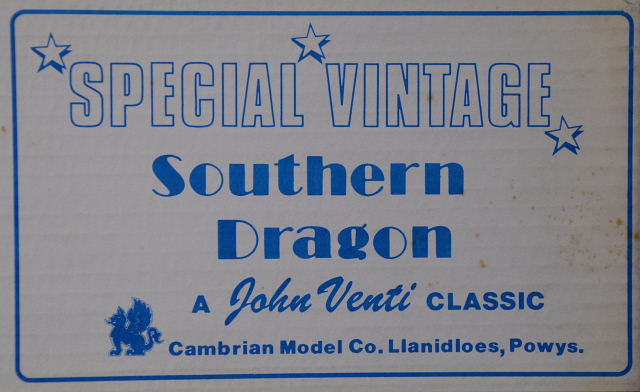 SPECIAL VINTAGE
Southern
Dragon
A John Venti CLASSIC
Cambrian Model Co. Llanidloes, Powys.